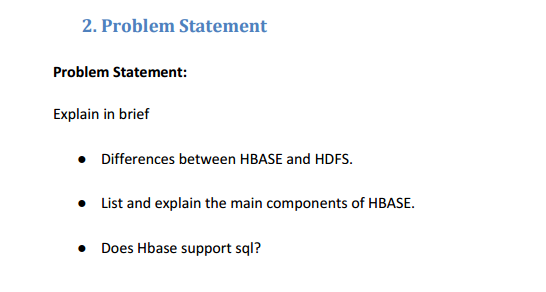 2. Problem Statement
Problem Statement:
Explain in brief
● Differences between HBASE and HDFS.
● List and explain the main components of HBASE.
● Does Hbase support sql?